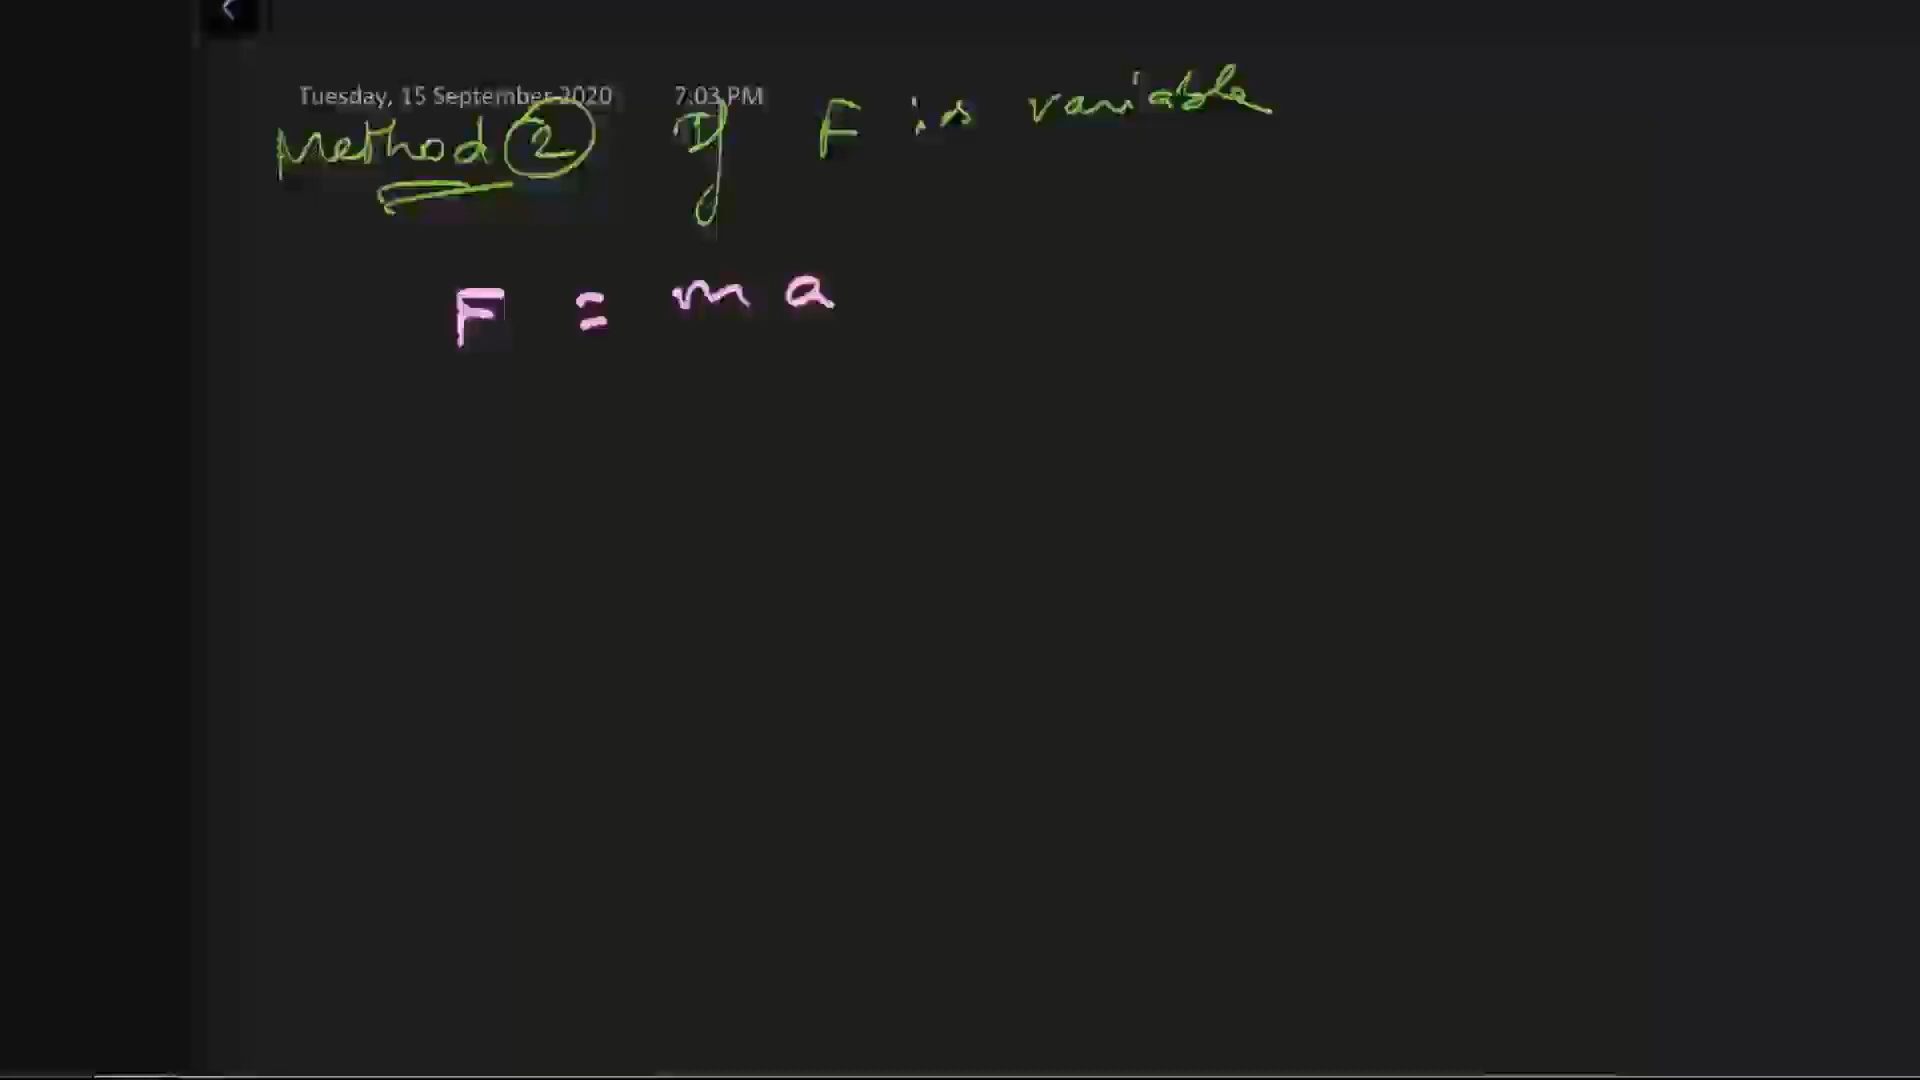 Tuesday, 15 September 2020 7:03 PM
Method 2 If F is variable
F = ma